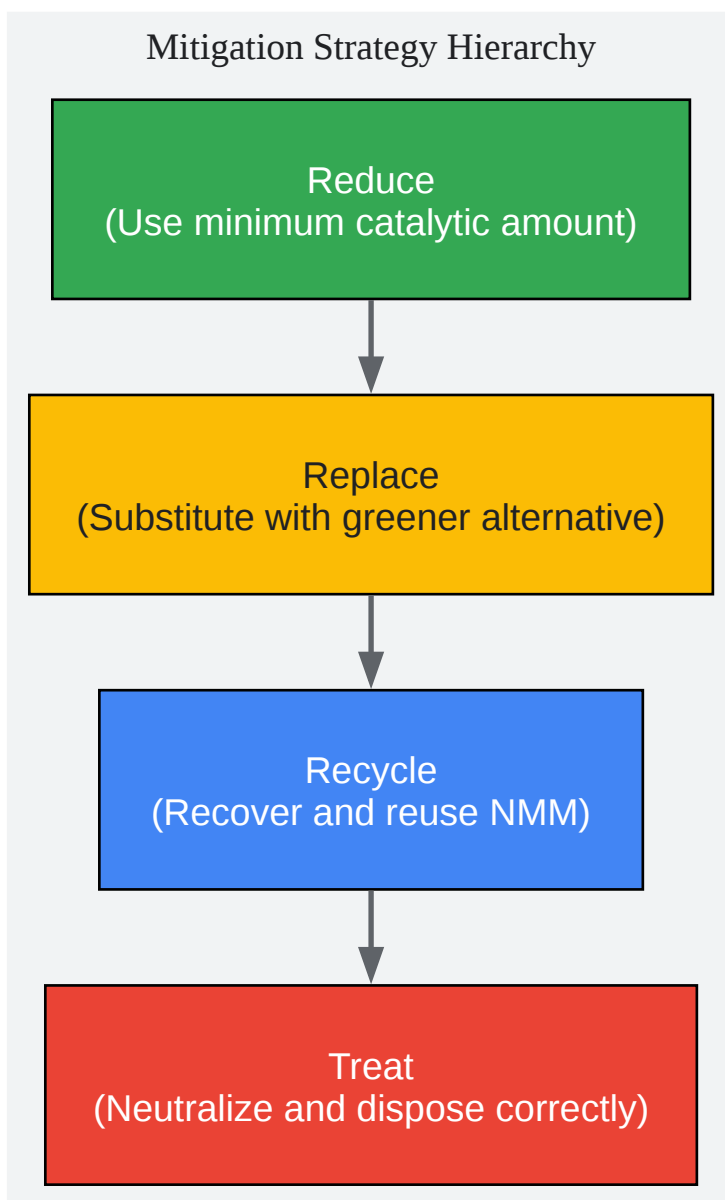 Mitigation Strategy Hierarchy
Reduce
(Use minimum catalytic amount)
Replace
(Substitute with greener alternative)
Recycle
(Recover and reuse NMM)
Treat
(Neutralize and dispose correctly)